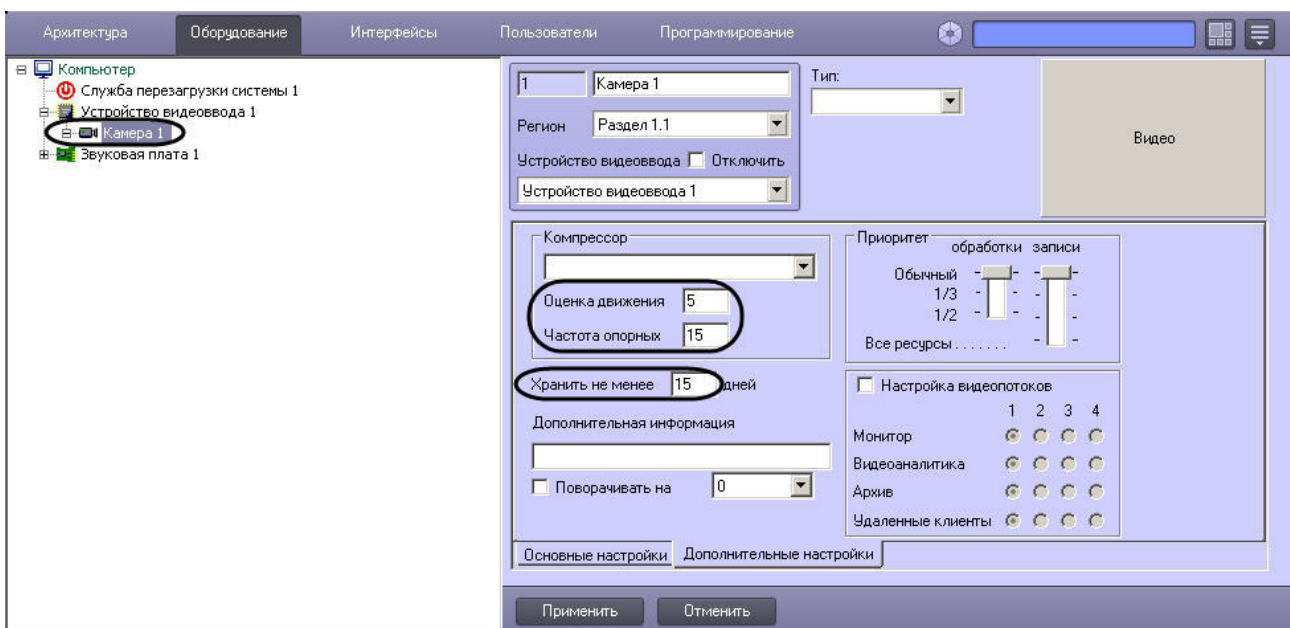 Архитектура Оборудование Интерфейсы Пользователи Программирование
Компьютер
Служба перезагрузки системы 1
Устройство видеоввода 1
Камера 1
Звуковая плата 1
1 Камера 1 Тип:
Регион Раздел 1.1
Устройство видеоввода Отключить
Устройство видеоввода 1
Видео
Компрессор
Оценка движения 5
Частота опорных 15
Хранить не менее 15 дней
Дополнительная информация
Поворачивать на 0
Приоритет обработки записи
Обычный
1/3
1/2
Все ресурсы.......
Настройка видеопотоков
1 2 3 4
Монитор
Видеоаналитика
Архив
Удаленные клиенты
Основные настройки Дополнительные настройки
Применить Отменить